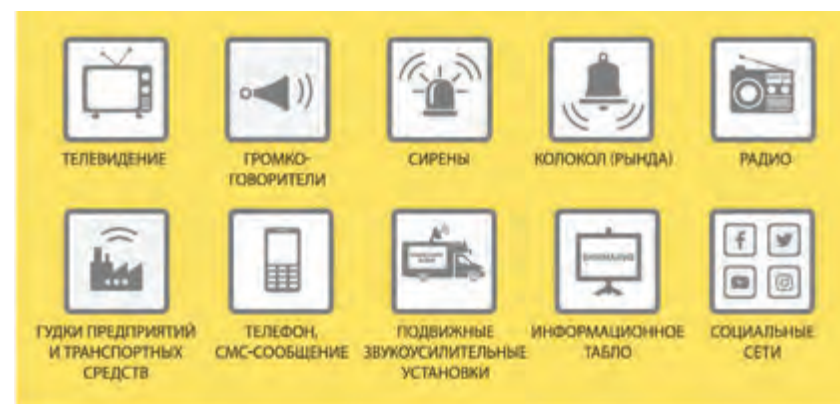 ТЕЛЕВИДЕНИЕ
ГРОМКО-
ГОВОРИТЕЛИ
СИРЕНЫ
КОЛОКОЛ (РЫНДА)
РАДИО
ГУДКИ ПРЕДПРИЯТИЙ
И ТРАНСПОРТНЫХ
СРЕДСТВ
ТЕЛЕФОН,
СМС-СООБЩЕНИЕ
ПОДВИЖНЫЕ
ЗВУКОУСИЛИТЕЛЬНЫЕ
УСТАНОВКИ
ВНИМАНИЕ
ИНФОРМАЦИОННОЕ
ТАБЛО
СОЦИАЛЬНЫЕ
СЕТИ